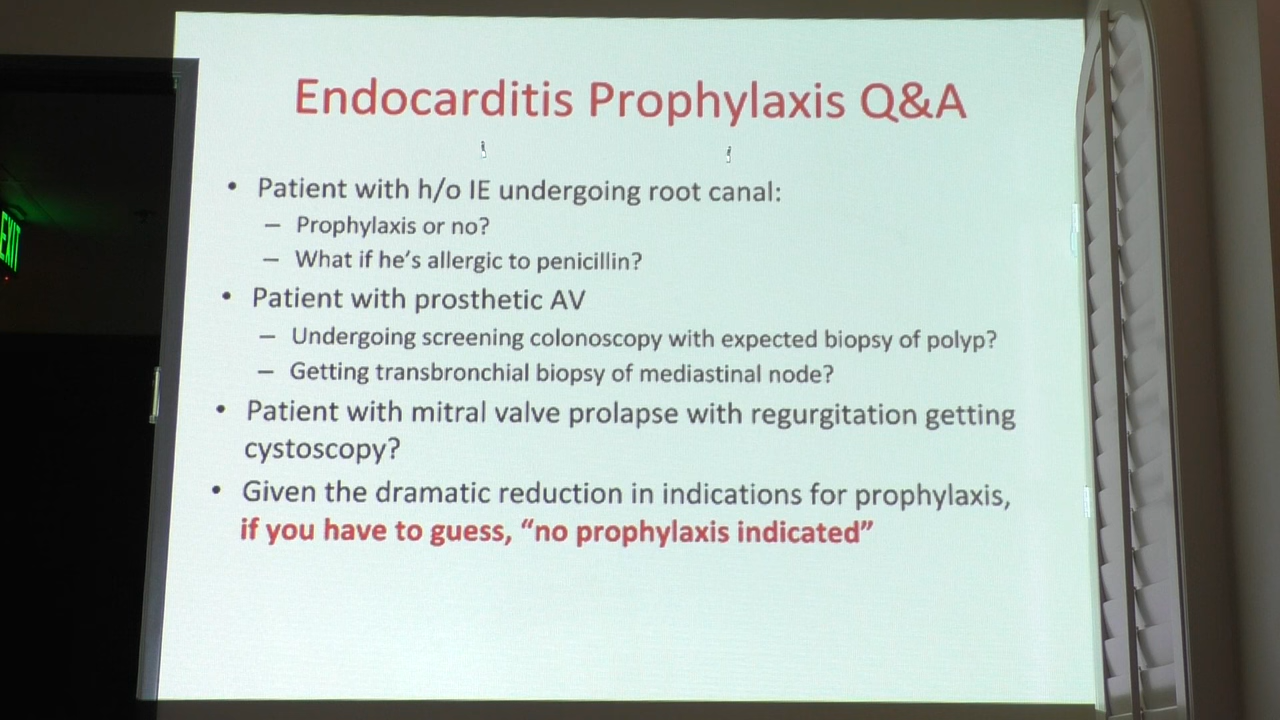 Endocarditis Prophylaxis Q&A
• Patient with h/o IE undergoing root canal:
– Prophylaxis or no?
– What if he's allergic to penicillin?
• Patient with prosthetic AV
– Undergoing screening colonoscopy with expected biopsy of polyp?
– Getting transbronchial biopsy of mediastinal node?
• Patient with mitral valve prolapse with regurgitation getting
cystoscopy?
• Given the dramatic reduction in indications for prophylaxis,
if you have to guess, “no prophylaxis indicated”
EXIT